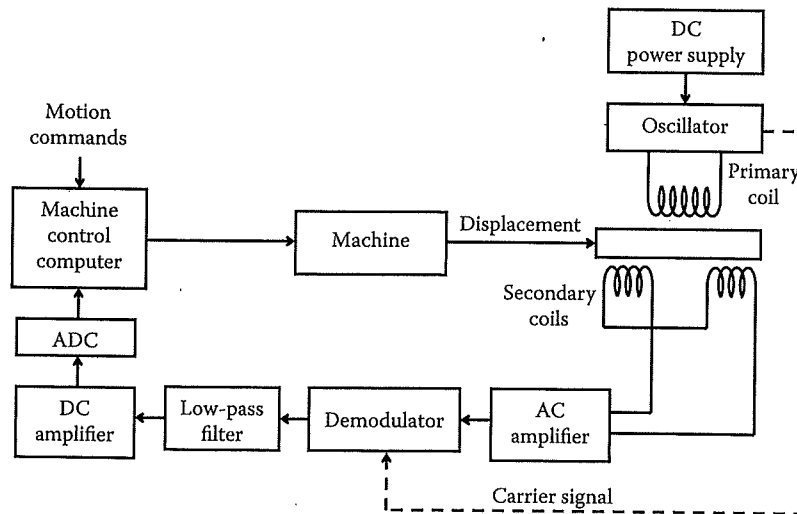 DC
power supply
Motion
commands
Oscillator
Primary
coil
Machine
control
computer
Machine
Displacement
Secondary
coils
ADC
DC
amplifier
Low-pass
filter
Demodulator
AC
amplifier
Carrier signal